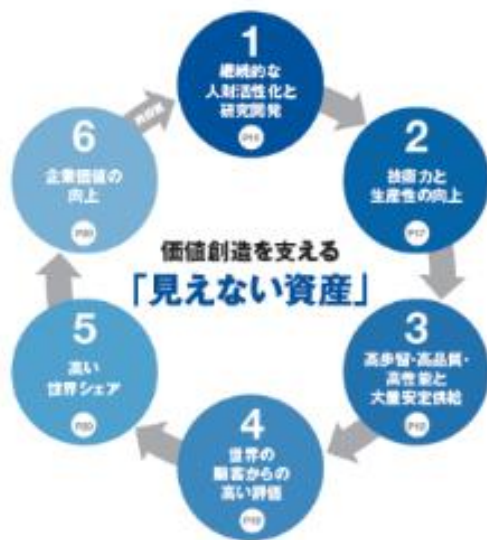 1
継続的な
人財活性化と
研究開発
2
技術力と
生産性の向上
P17
3
高歩留・高品質・
高性能と
大量安定供給
4
世界の
顧客からの
高い評価
5
高い
世界シェア
6
企業価値の
向上
価値創造を支える
「見えない資産」